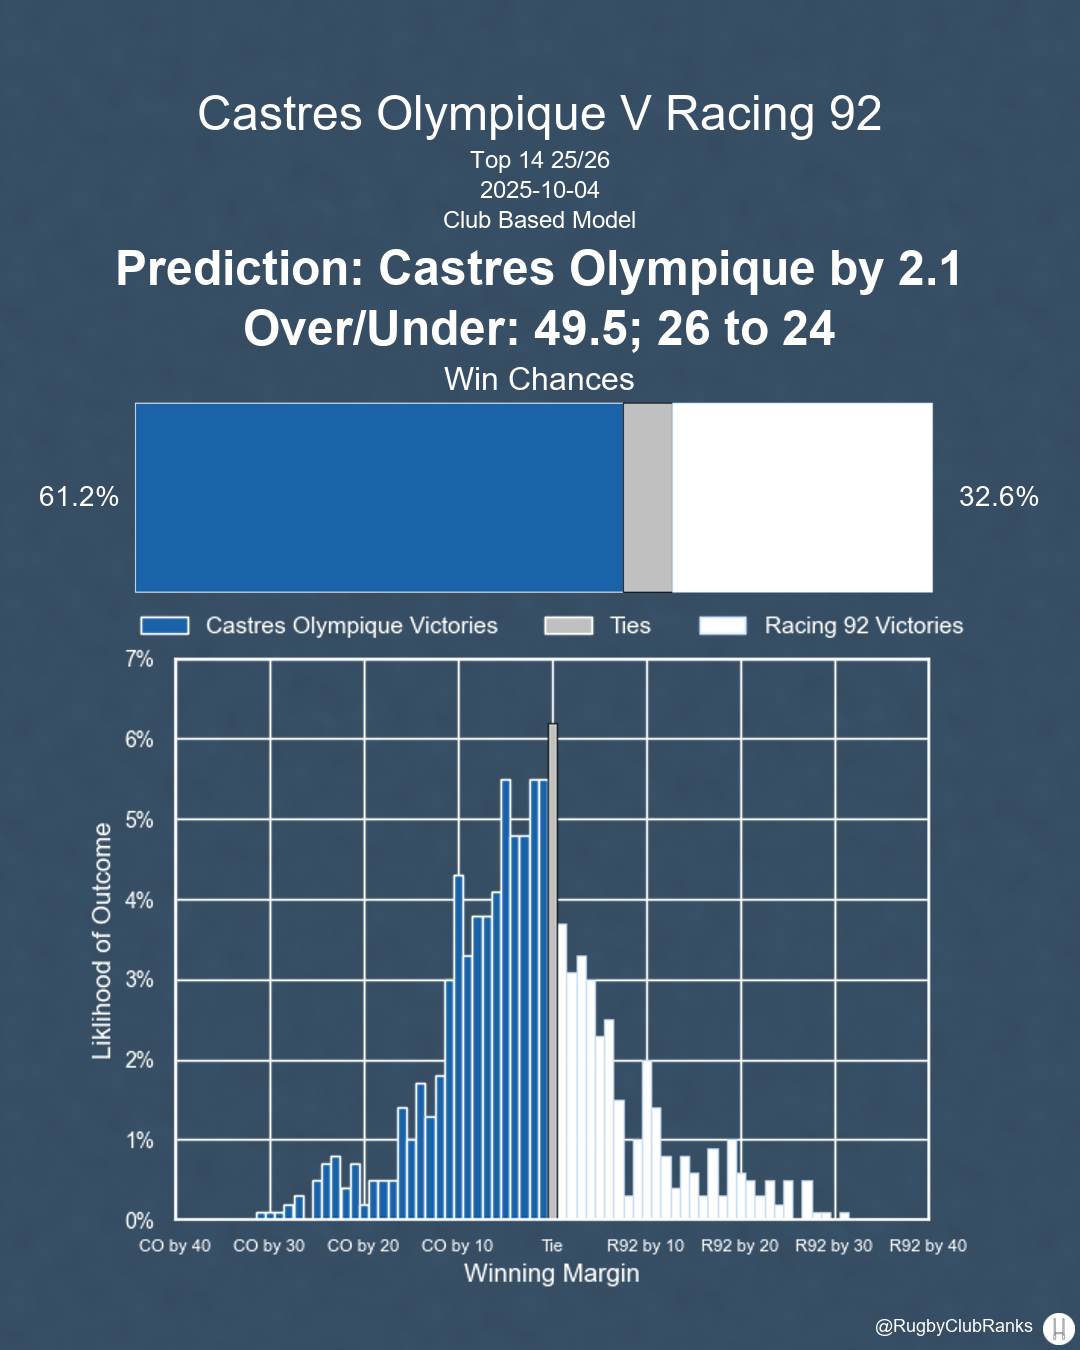 Castres Olympique V Racing 92
Top 14 25/26
2025-10-04
Club Based Model
Prediction: Castres Olympique by 2.1
Over/Under: 49.5; 26 to 24
Win Chances
61.2%
32.6%
Castres Olympique Victories
Ties
Racing 92 Victories
7%
6%
5%
4%
3%
2%
1%
0%
Liklihood of Outcome
CO by 40
CO by 30
CO by 20
CO by 10
Tie
R92 by 10
R92 by 20
R92 by 30
R92 by 40
Winning Margin
@RugbyClubRanks